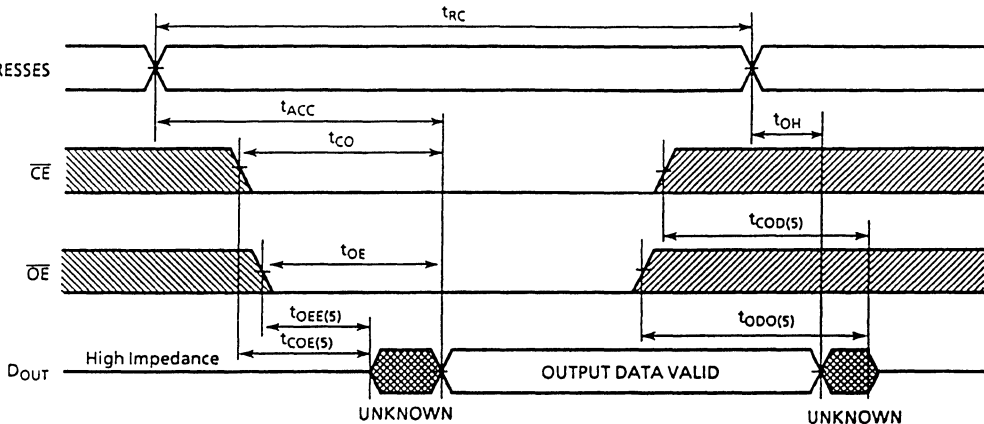 tRC
RESSES
tACC
tOH
tCO
CE
tCOD(5)
OE
tOE
tOEE(5)
tODO(5)
tCOE(5)
High Impedance
DOUT
OUTPUT DATA VALID
UNKNOWN
UNKNOWN